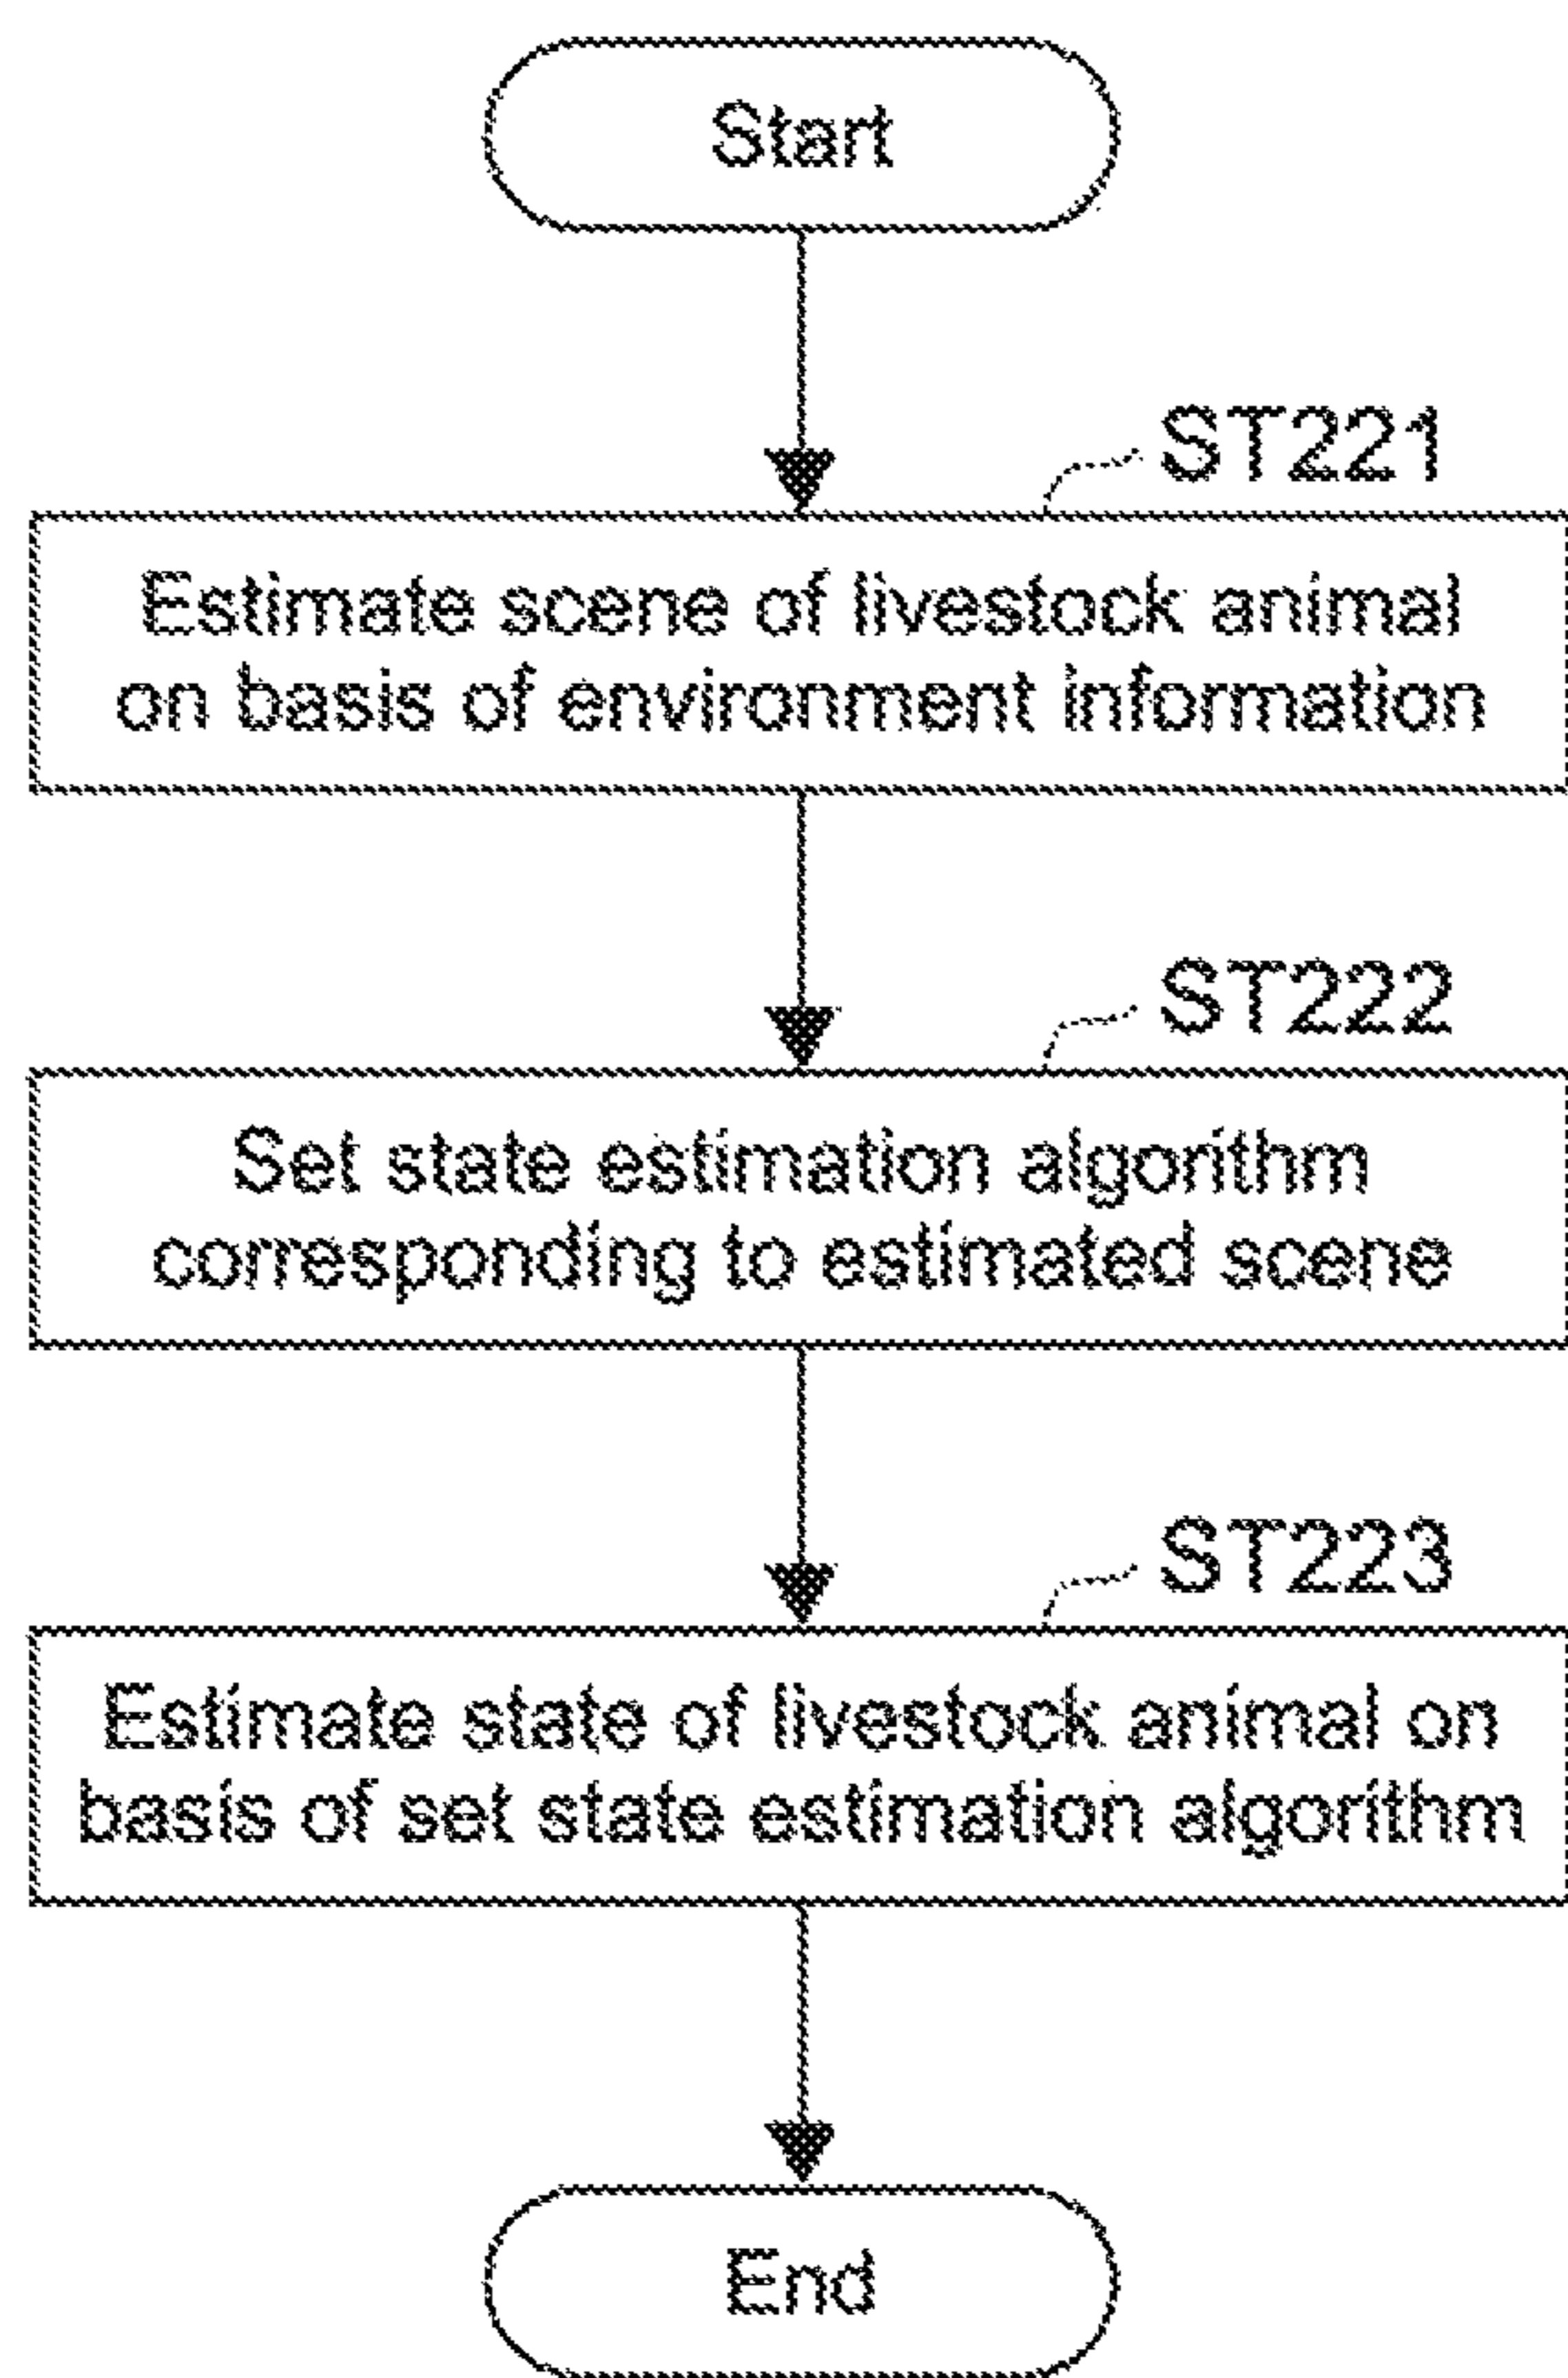 Start
ST221
Estimate scene of livestock animal
on basis of environment information
ST222
Set state estimation algorithm
corresponding to estimated scene
ST223
Estimate state of livestock animal on
basis of set state estimation algorithm
End